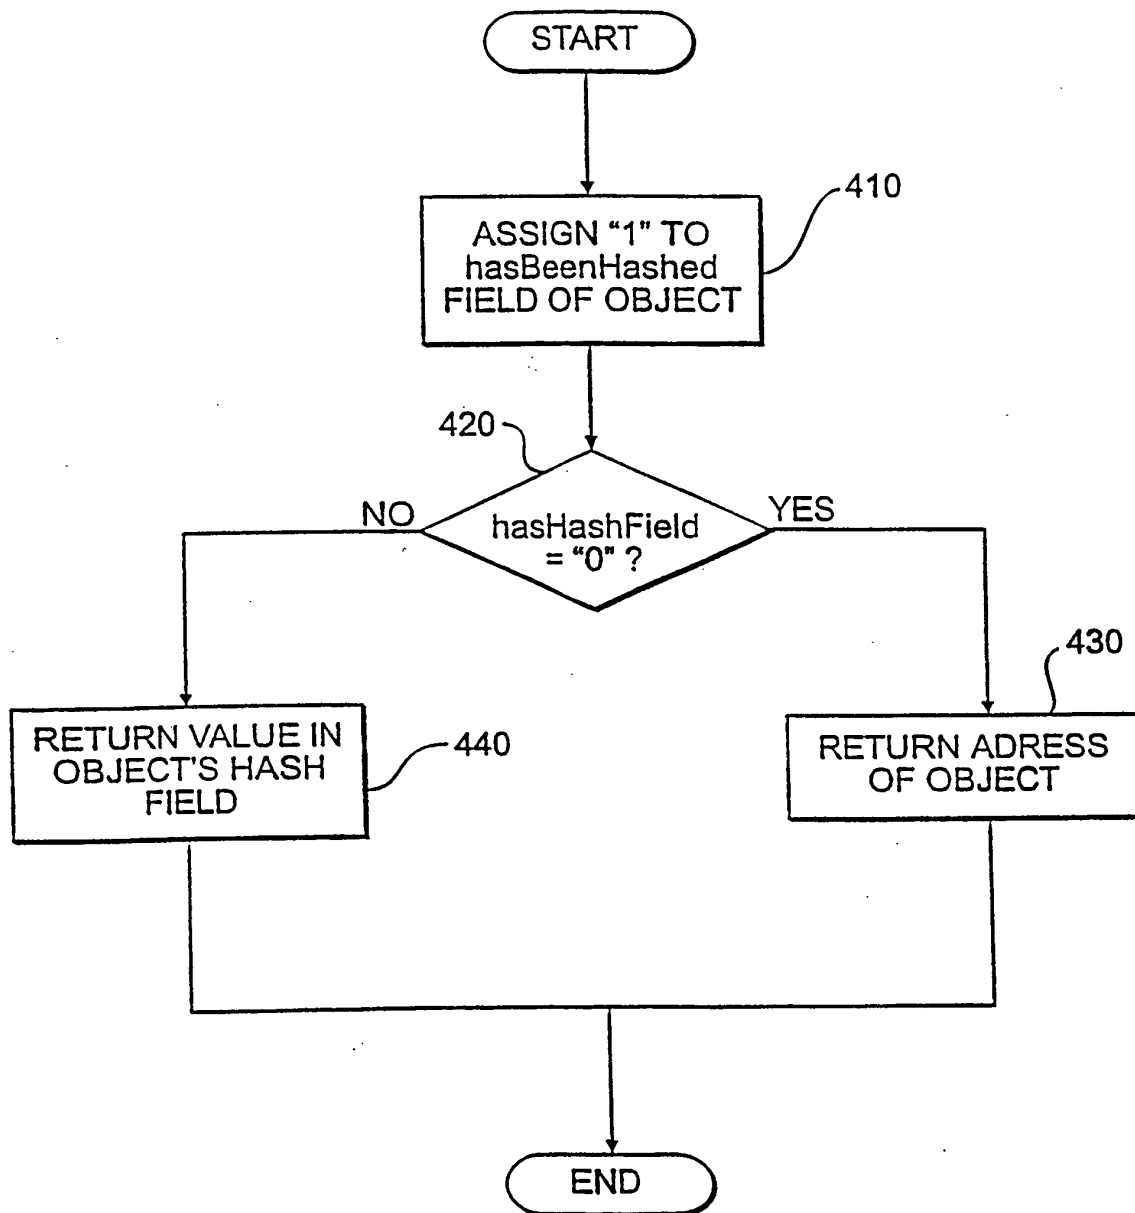 START
410
ASSIGN “1” TO
hasBeenHashed
FIELD OF OBJECT
420
NO
hasHashField
= “0” ?
YES
430
RETURN VALUE IN
OBJECT'S HASH
FIELD
440
RETURN ADRESS
OF OBJECT
END